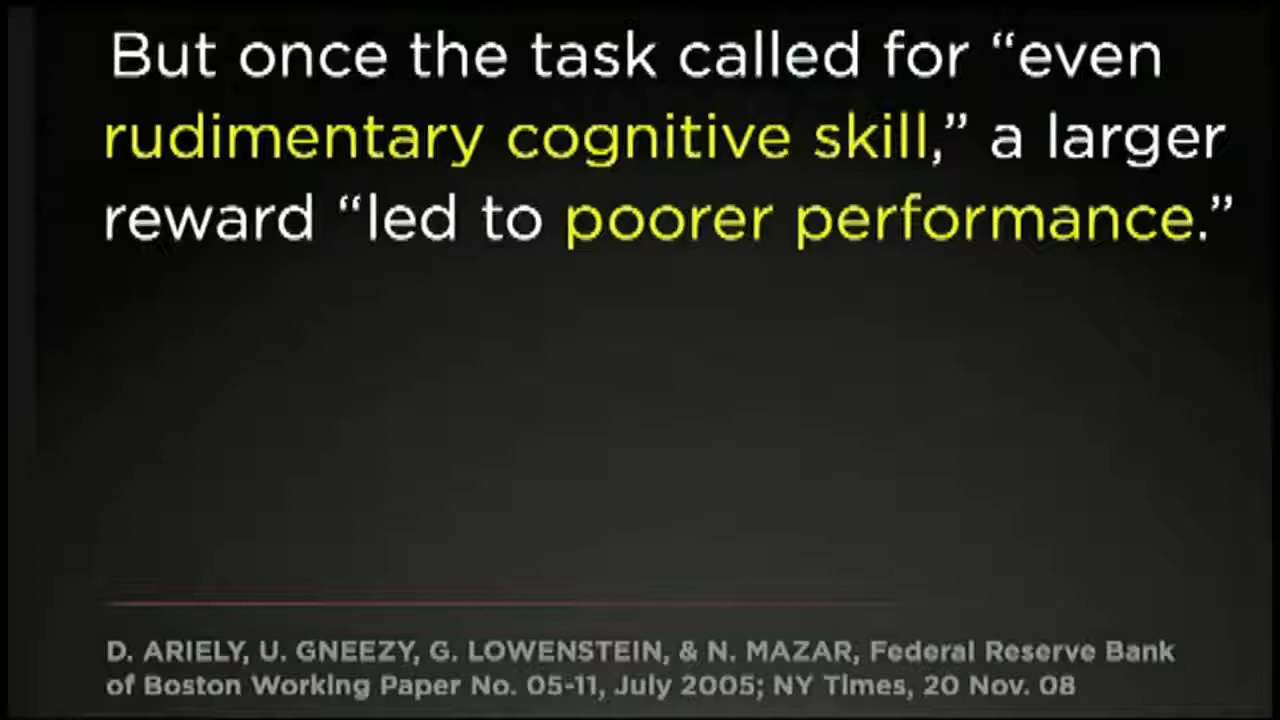 But once the task called for “even
rudimentary cognitive skill,” a larger
reward “led to poorer performance.”
D. ARIELY, U. GNEEZY, G. LOWENSTEIN, & N. MAZAR, Federal Reserve Bank
of Boston Working Paper No. 05-11, July 2005; NY Times, 20 Nov. 08